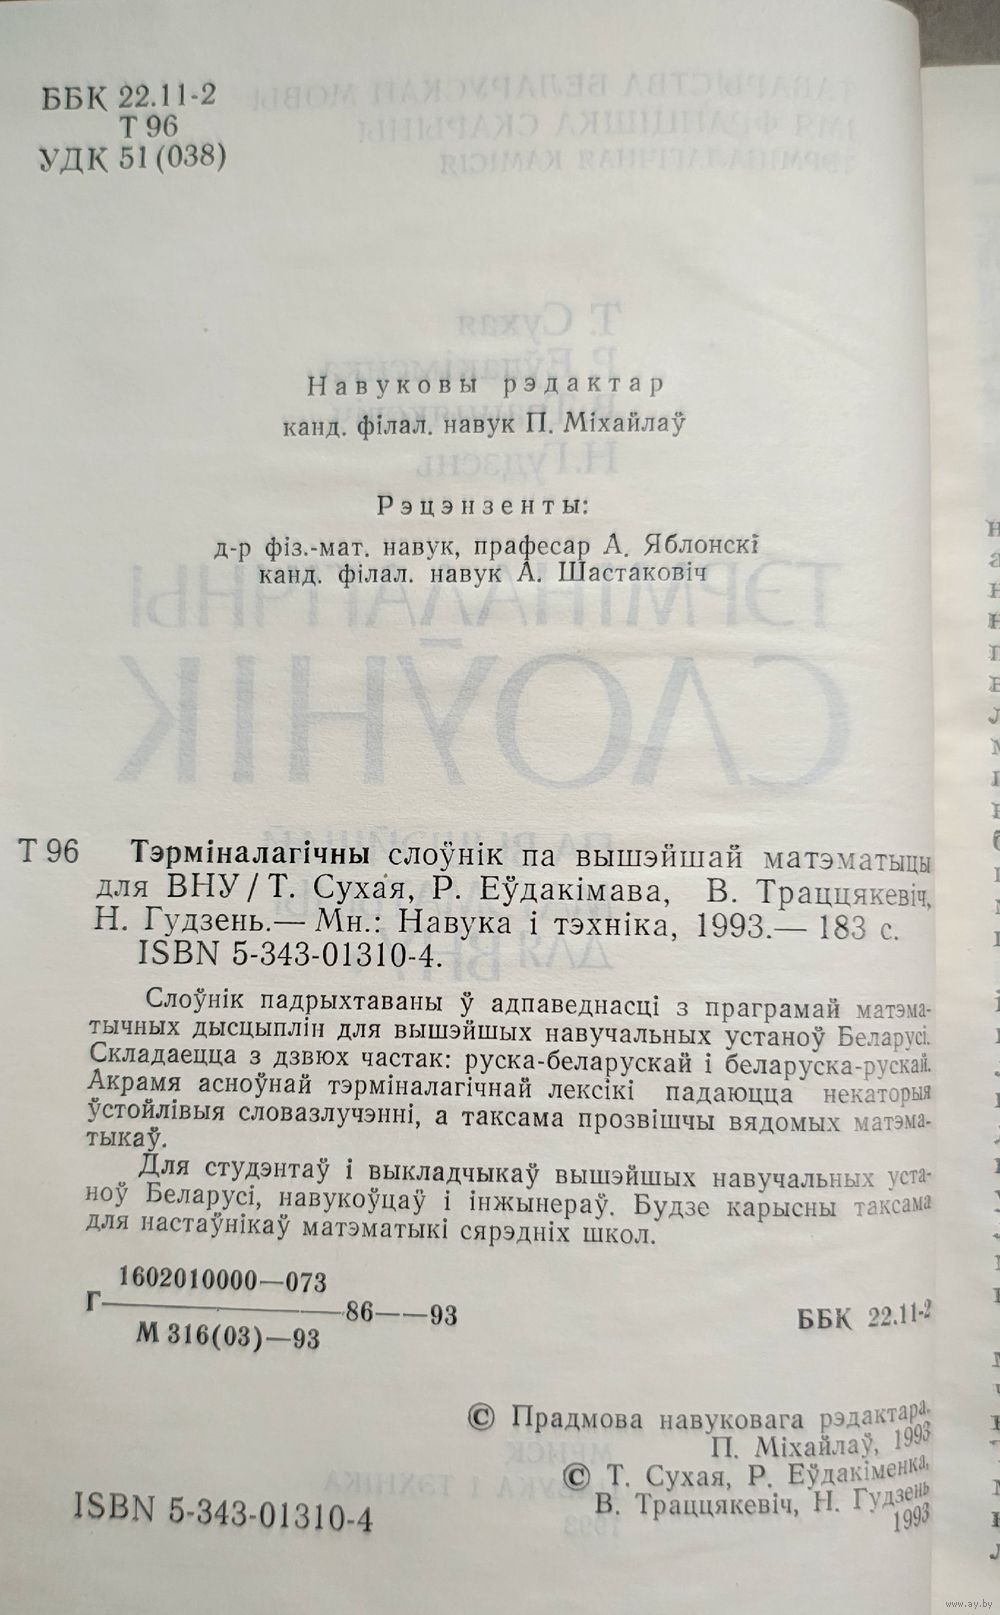 ББК 22.11-2
Т 96
УДК 51(038)
Навуковы рэдактар
канд. філал. навук П. Міхайлаў
Рэцэнзенты:
д-р фіз.-мат. навук, прафесар А. Яблонскі
канд. філал. навук А. Шастаковіч
Т 96 Тэрміналагічны слоўнік па вышэйшай матэматыцы
для ВНУ / Т. Сухая, Р. Еўдакімава, В. Траццякевіч,
Н. Гудзень.— Мн.: Навука і тэхніка, 1993.— 183 с.
ISBN 5-343-01310-4.
Слоўнік падрыхтаваны ў адпаведнасці з праграмай матэма-
тычных дысцыплін для вышэйшых навучальных устаноў Беларусі.
Складаецца з дзвюх частак: руска-беларускай і беларуска-рускай.
Акрамя асноўнай тэрміналагічнай лексікі падаюцца некаторыя
ўстойлівыя словазлучэнні, а таксама прозвішчы вядомых матэма-
тыкаў.
Для студэнтаў і выкладчыкаў вышэйшых навучальных уста-
ноў Беларусі, навукоўцаў і інжынераў. Будзе карысны таксама
для настаўнікаў матэматыкі сярэдніх школ.
1602010000—073
Г————————86——93
М 316(03)—93
ББК 22.11-2
© Прадмова навуковага рэдактара.
П. Міхайлаў, 1993
© Т. Сухая, Р. Еўдакіменка,
В. Траццякевіч, Н. Гудзень
1993
ISBN 5-343-01310-4
www.ay.by